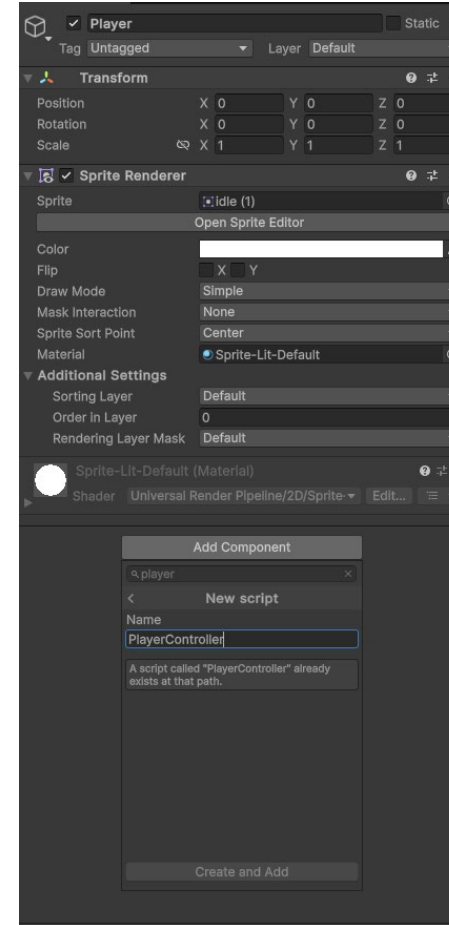 Player Static
Tag Untagged Layer Default
Transform
Position X 0 Y 0 Z 0
Rotation X 0 Y 0 Z 0
Scale X 1 Y 1 Z 1
Sprite Renderer
Sprite idle (1)
Open Sprite Editor
Color
Flip X Y
Draw Mode Simple
Mask Interaction None
Sprite Sort Point Center
Material Sprite-Lit-Default
Additional Settings
Sorting Layer Default
Order in Layer 0
Rendering Layer Mask Default
Sprite-Lit-Default (Material)
Shader Universal Render Pipeline/2D/Sprite- Edit...
Add Component
player
New script
Name
PlayerController
A script called "PlayerController" already
exists at that path.
Create and Add